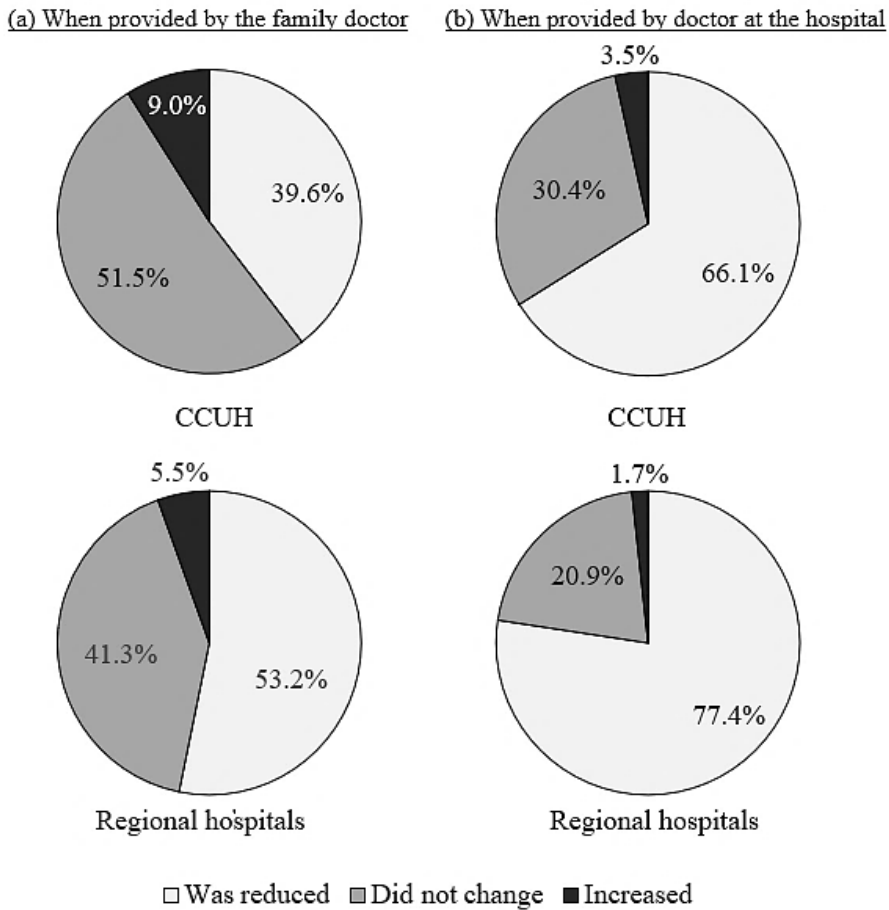 (a) When provided by the family doctor
(b) When provided by doctor at the hospital
9.0%
39.6%
51.5%
CCUH
3.5%
30.4%
66.1%
CCUH
5.5%
41.3%
53.2%
Regional hospitals
1.7%
20.9%
77.4%
Regional hospitals
Was reduced Did not change Increased